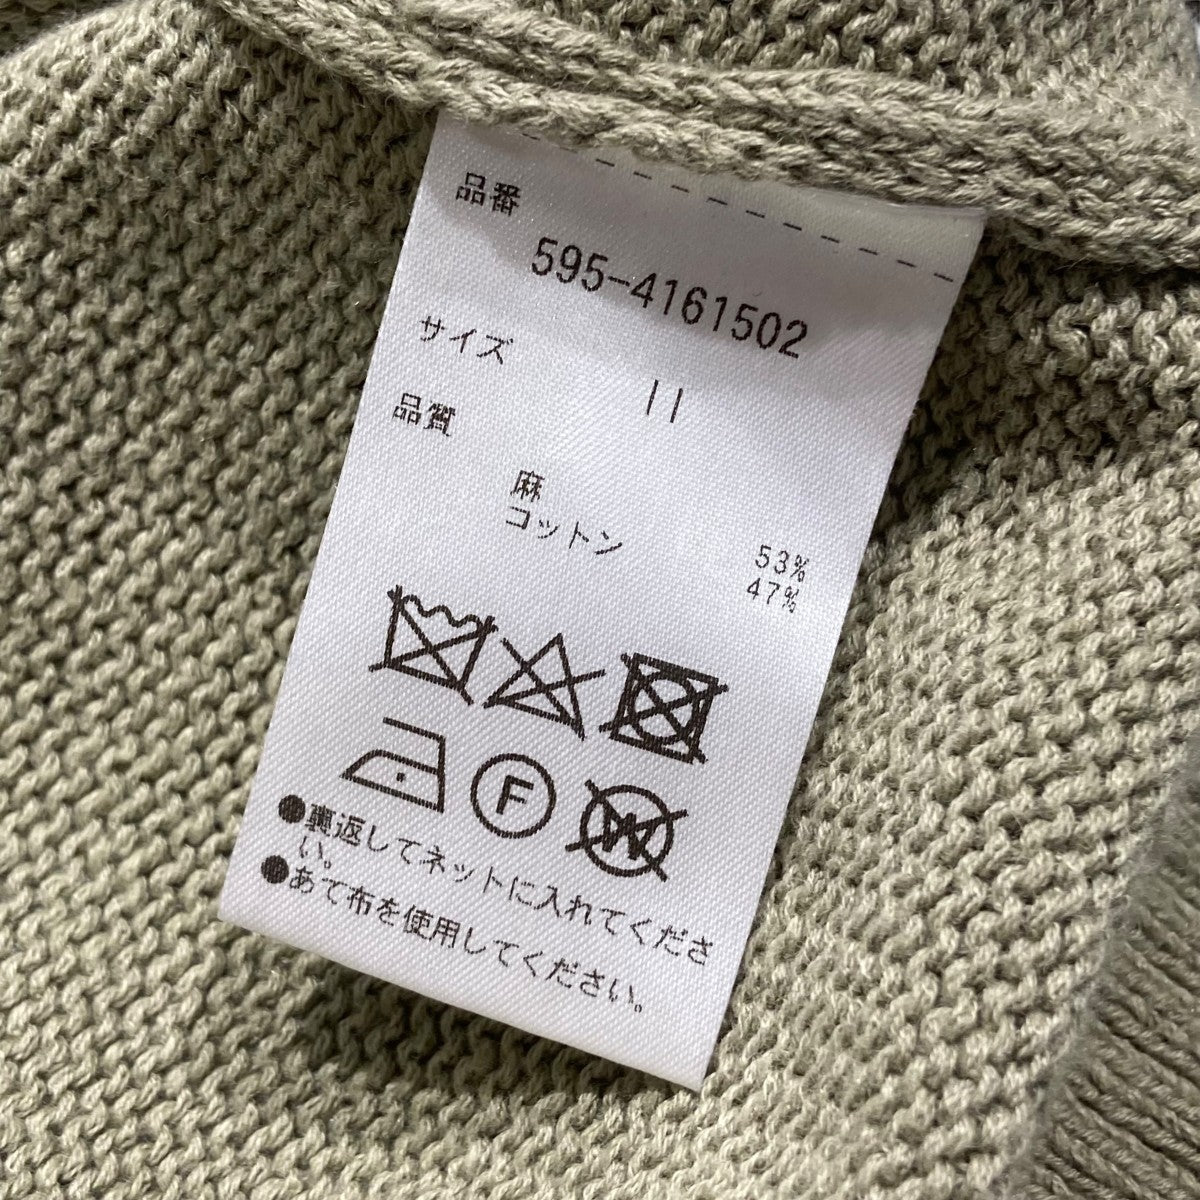 品番
595-4161502
サイズ 11
品質
麻 53%
コットン 47%
F
W
●裏返してネットに入れてくださ
い。
●あて布を使用してください。